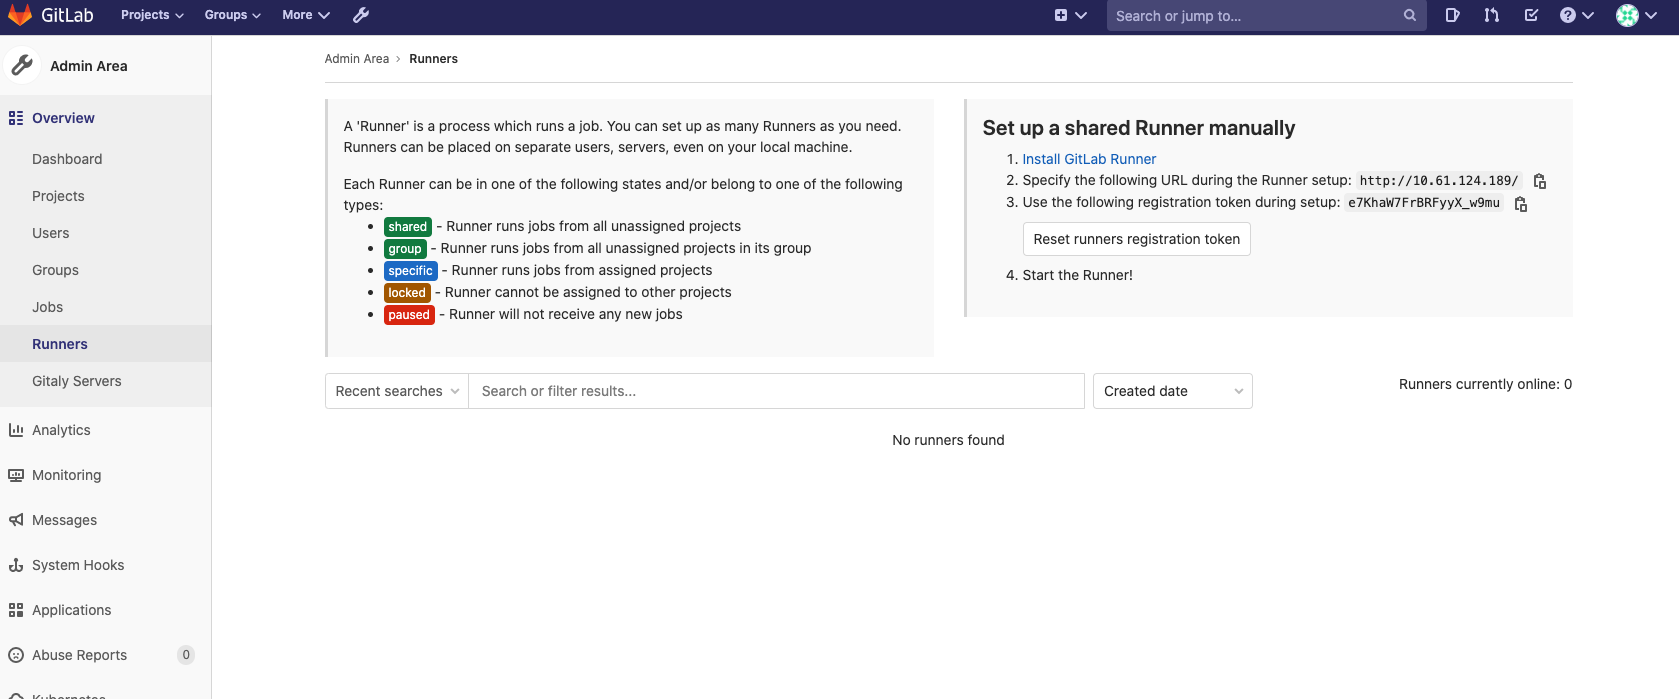 GitLab Projects Groups More Search or jump to...
Admin Area
Overview
Dashboard
Projects
Users
Groups
Jobs
Runners
Gitaly Servers
Analytics
Monitoring
Messages
System Hooks
Applications
Abuse Reports 0
Kubernetes
Admin Area > Runners
A 'Runner' is a process which runs a job. You can set up as many Runners as you need.
Runners can be placed on separate users, servers, even on your local machine.
Each Runner can be in one of the following states and/or belong to one of the following
types:
• shared - Runner runs jobs from all unassigned projects
• group - Runner runs jobs from all unassigned projects in its group
• specific - Runner runs jobs from assigned projects
• locked - Runner cannot be assigned to other projects
• paused - Runner will not receive any new jobs
Set up a shared Runner manually
1. Install GitLab Runner
2. Specify the following URL during the Runner setup: http://10.61.124.189/
3. Use the following registration token during setup: e7KhaW7FrBRFyyX_w9mu
Reset runners registration token
4. Start the Runner!
Recent searches Search or filter results... Created date Runners currently online: 0
No runners found